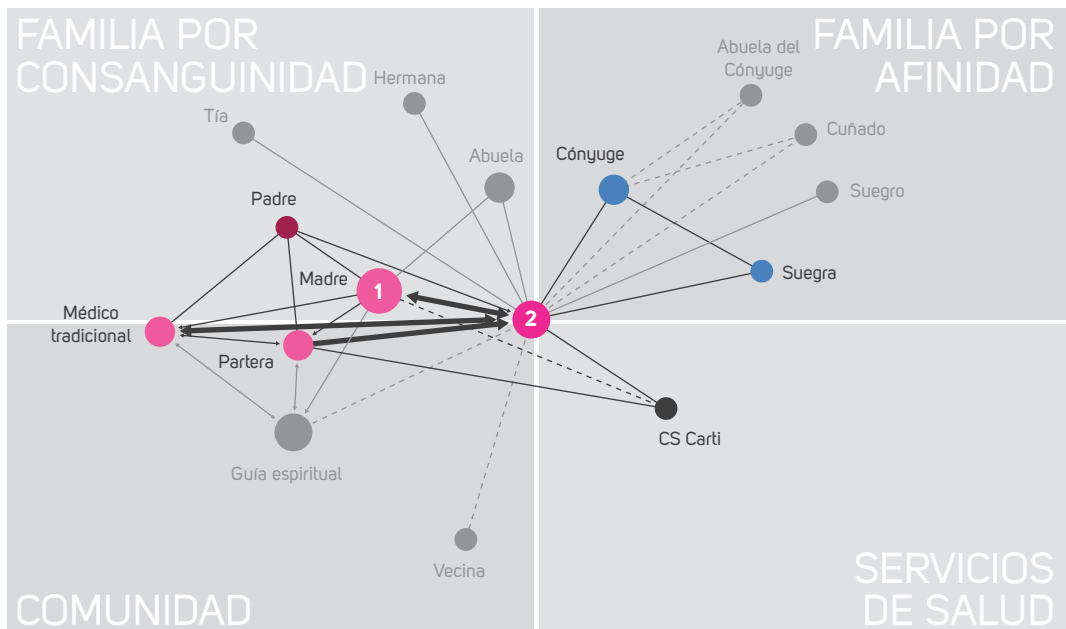 FAMILIA POR
CONSANGUINIDAD
FAMILIA POR
AFINIDAD
Abuela del
Cónyuge
Hermana
Tía
Cuñado
Abuela
Cónyuge
Suegro
Padre
Madre
1
Suegra
Médico
tradicional
2
Partera
CS Carti
Guía espiritual
Vecina
SERVICIOS
DE SALUD
COMUNIDAD